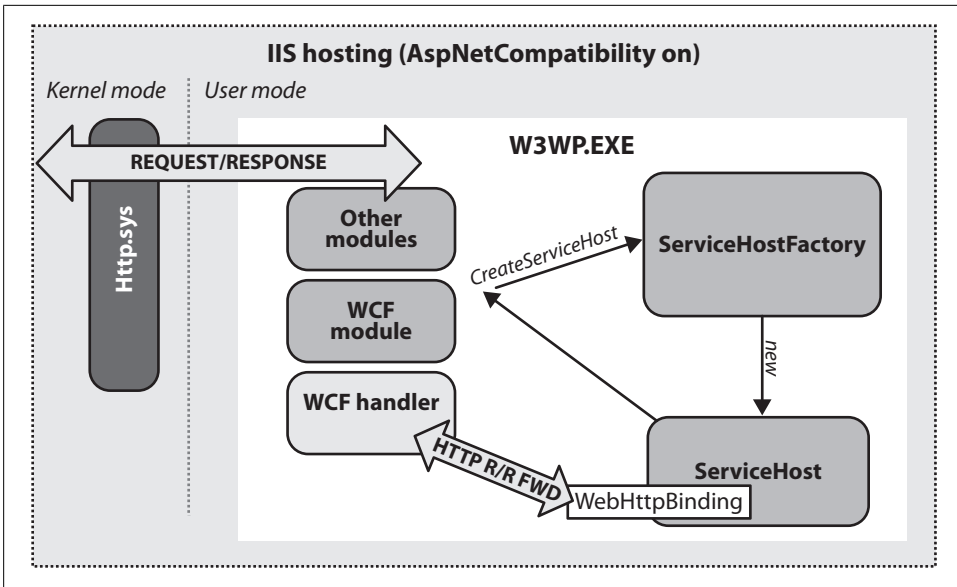 IIS hosting (AspNetCompatibility on)
Kernel mode
User mode
W3WP.EXE
REQUEST/RESPONSE
Http.sys
Other
modules
CreateServiceHost
ServiceHostFactory
WCF
module
new
WCF handler
HTTP R/R FWD
ServiceHost
WebHttpBinding